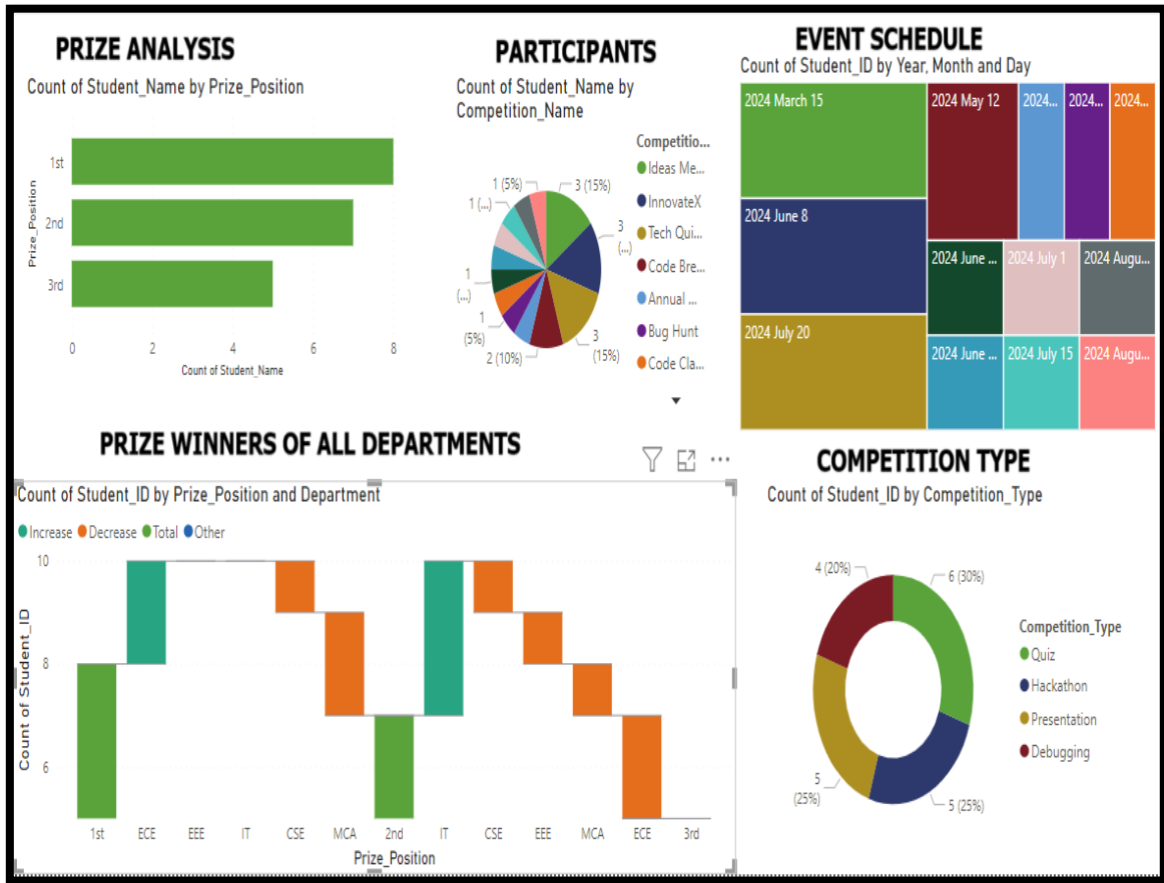 PRIZE ANALYSIS
Count of Student_Name by Prize_Position
1st
2nd
3rd
Prize_Position
0 2 4 6 8
Count of Student_Name
PARTICIPANTS
Count of Student_Name by
Competition_Name
1 (5%)
3 (15%)
1 (...)
3
(...)
1
(...)
1
(5%)
2 (10%)
3
(15%)
Competitio...
Ideas Me...
InnovateX
Tech Qui...
Code Bre...
Annual ...
Bug Hunt
Code Cla...
EVENT SCHEDULE
Count of Student_ID by Year, Month and Day
2024 March 15
2024 May 12
2024...
2024...
2024...
2024 June 8
2024 June ...
2024 July 1
2024 Augu...
2024 July 20
2024 June ...
2024 July 15
2024 Augu...
PRIZE WINNERS OF ALL DEPARTMENTS
Count of Student_ID by Prize_Position and Department
Increase Decrease Total Other
10
8
6
Count of Student_ID
1st ECE EEE IT CSE MCA 2nd IT CSE EEE MCA ECE 3rd
Prize_Position
COMPETITION TYPE
Count of Student_ID by Competition_Type
4 (20%)
6 (30%)
5
(25%)
5 (25%)
Competition_Type
Quiz
Hackathon
Presentation
Debugging